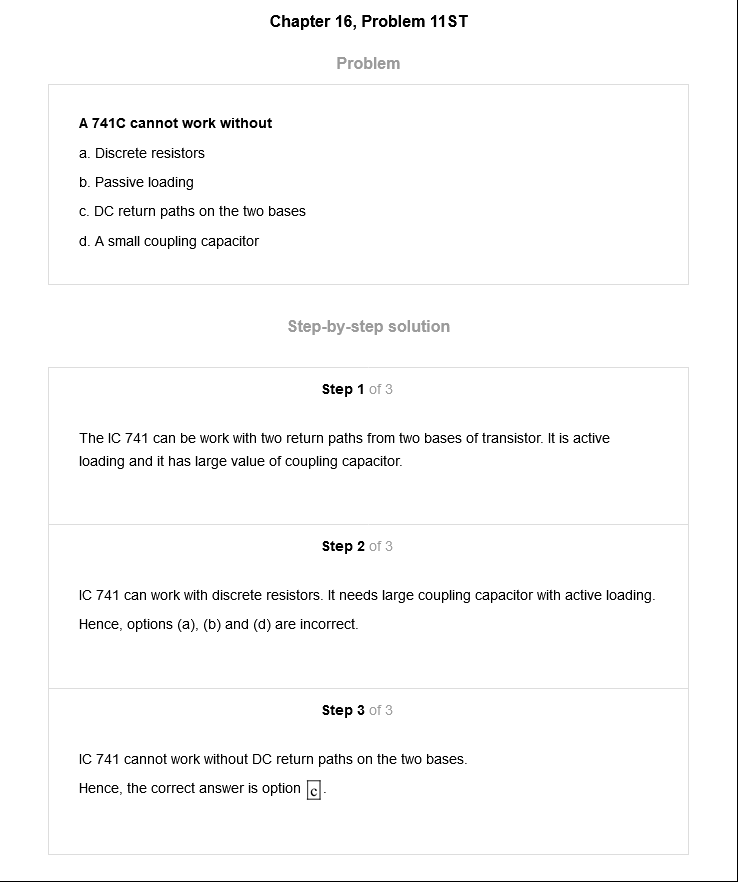 Chapter 16, Problem 11ST
Problem
A 741C cannot work without
a. Discrete resistors
b. Passive loading
c. DC return paths on the two bases
d. A small coupling capacitor
Step-by-step solution
Step 1 of 3
The IC 741 can be work with two return paths from two bases of transistor. It is active
loading and it has large value of coupling capacitor.
Step 2 of 3
IC 741 can work with discrete resistors. It needs large coupling capacitor with active loading.
Hence, options (a), (b) and (d) are incorrect.
Step 3 of 3
IC 741 cannot work without DC return paths on the two bases.
Hence, the correct answer is option c.